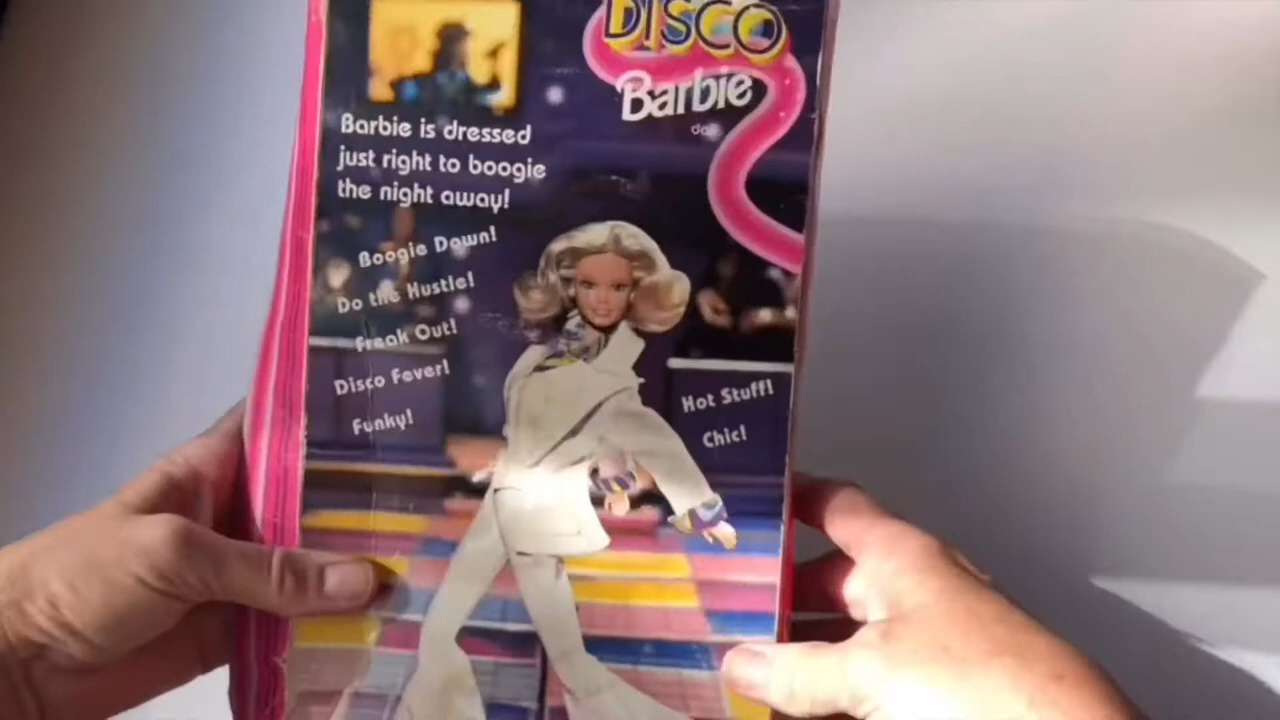 DISCO
Barbie
doll
Barbie is dressed
just right to boogie
the night away!
Boogie Down!
Do the Hustle!
Freak Out!
Disco Fever!
Funky!
Hot Stuff!
Chic!